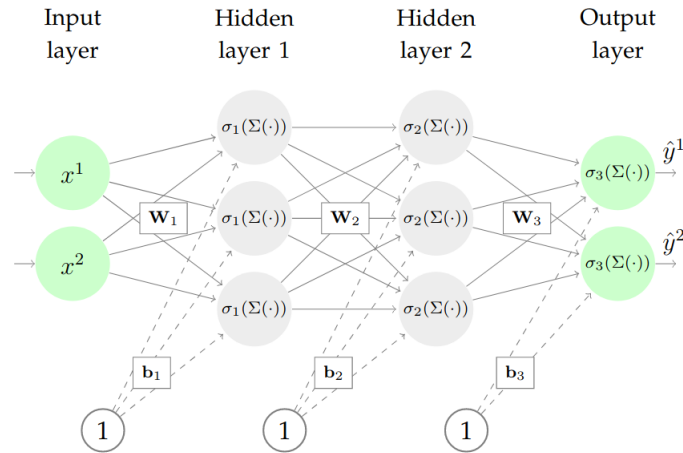 Input layer
Hidden layer 1
Hidden layer 2
Output layer
x¹
x²
σ₁(Σ(·))
σ₁(Σ(·))
σ₁(Σ(·))
σ₂(Σ(·))
σ₂(Σ(·))
σ₂(Σ(·))
σ₃(Σ(·))
σ₃(Σ(·))
ŷ¹
ŷ²
W₁
W₂
W₃
b₁
b₂
b₃
1
1
1